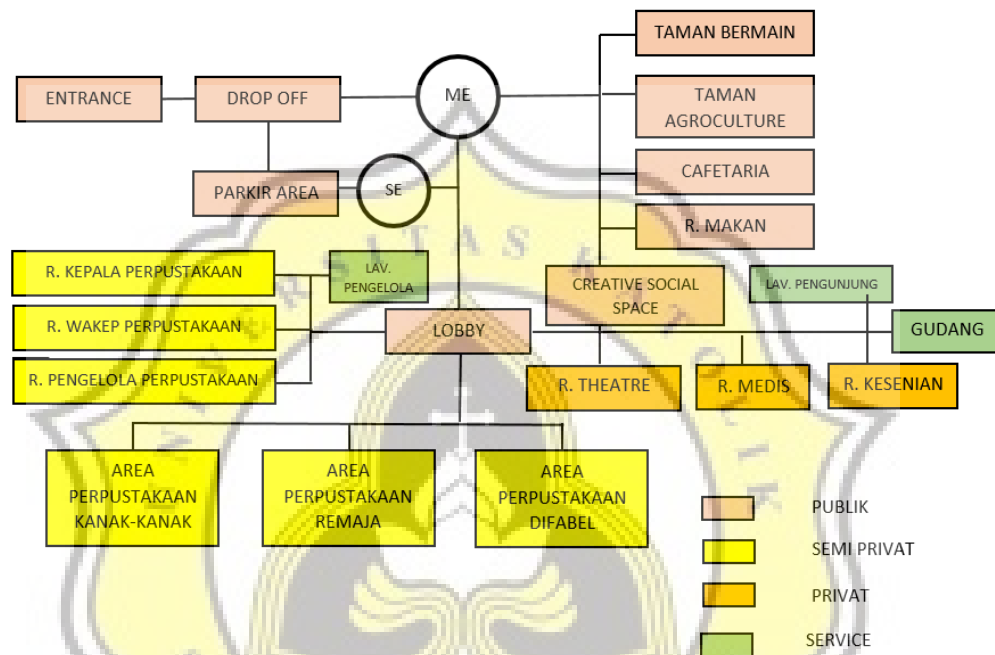 TAMAN BERMAIN
ENTRANCE
DROP OFF
ME
TAMAN
AGROCULTURE
PARKIR AREA
SE
CAFETARIA
R. MAKAN
R. KEPALA PERPUSTAKAAN
LAV.
PENGELOLA
CREATIVE SOCIAL
SPACE
LAV. PENGUNJUNG
R. WAKEP PERPUSTAKAAN
LOBBY
GUDANG
R. PENGELOLA PERPUSTAKAAN
R. THEATRE
R. MEDIS
R. KESENIAN
AREA
PERPUSTAKAAN
KANAK-KANAK
AREA
PERPUSTAKAAN
REMAJA
AREA
PERPUSTAKAAN
DIFABEL
PUBLIK
SEMI PRIVAT
PRIVAT
SERVICE